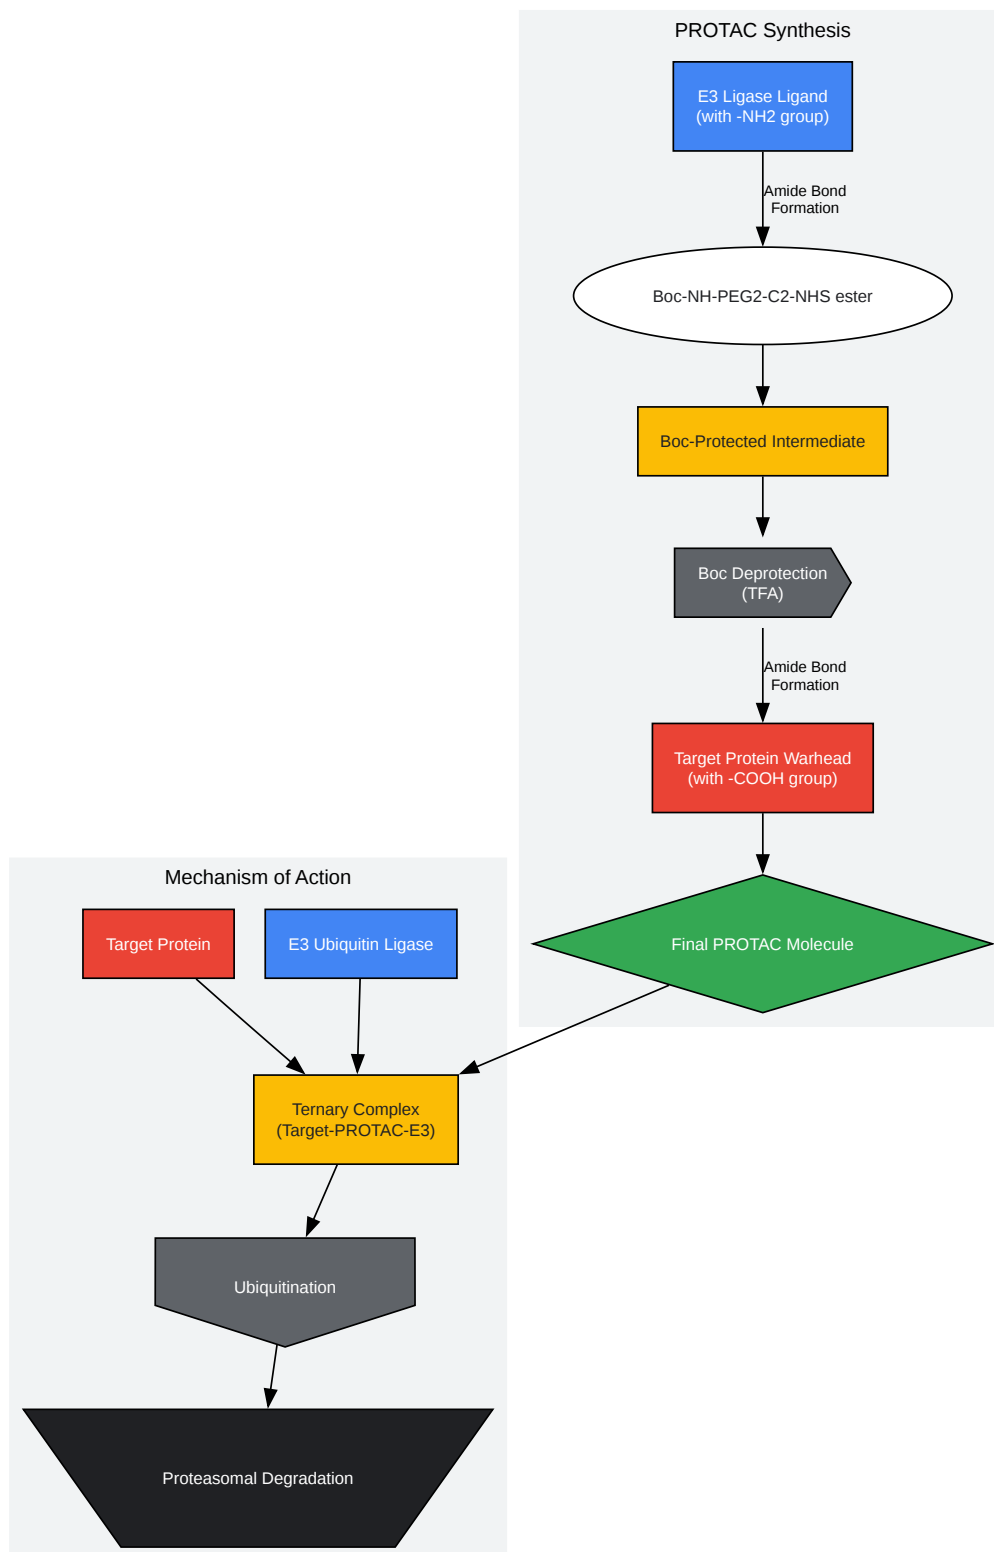 PROTAC Synthesis
E3 Ligase Ligand
(with -NH2 group)
Amide Bond
Formation
Boc-NH-PEG2-C2-NHS ester
Boc-Protected Intermediate
Boc Deprotection
(TFA)
Amide Bond
Formation
Target Protein Warhead
(with -COOH group)
Final PROTAC Molecule
Mechanism of Action
Target Protein
E3 Ubiquitin Ligase
Ternary Complex
(Target-PROTAC-E3)
Ubiquitination
Proteasomal Degradation